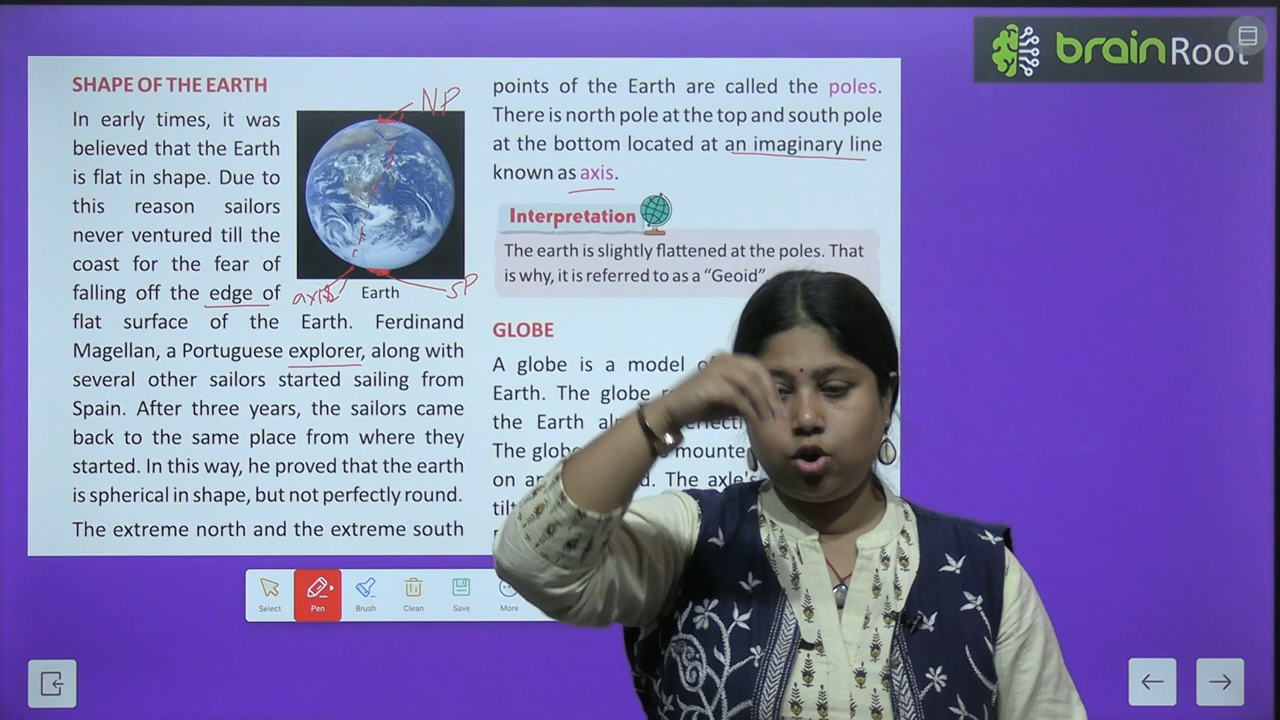 brainRoot
SHAPE OF THE EARTH
In early times, it was
believed that the Earth
is flat in shape. Due to
this reason sailors
never ventured till the
coast for the fear of
falling off the edge of
flat surface of the Earth. Ferdinand
Magellan, a Portuguese explorer, along with
several other sailors started sailing from
Spain. After three years, the sailors came
back to the same place from where they
started. In this way, he proved that the earth
is spherical in shape, but not perfectly round.
The extreme north and the extreme south
NP
axis
SP
Earth
points of the Earth are called the poles.
There is north pole at the top and south pole
at the bottom located at an imaginary line
known as axis.
Interpretation
The earth is slightly flattened at the poles. That
is why, it is referred to as a “Geoid”
GLOBE
A globe is a model
Earth. The globe
the Earth
The globe mounte
on d. The axle's
tilt
Select
Pen
Brush
Clean
Save
More